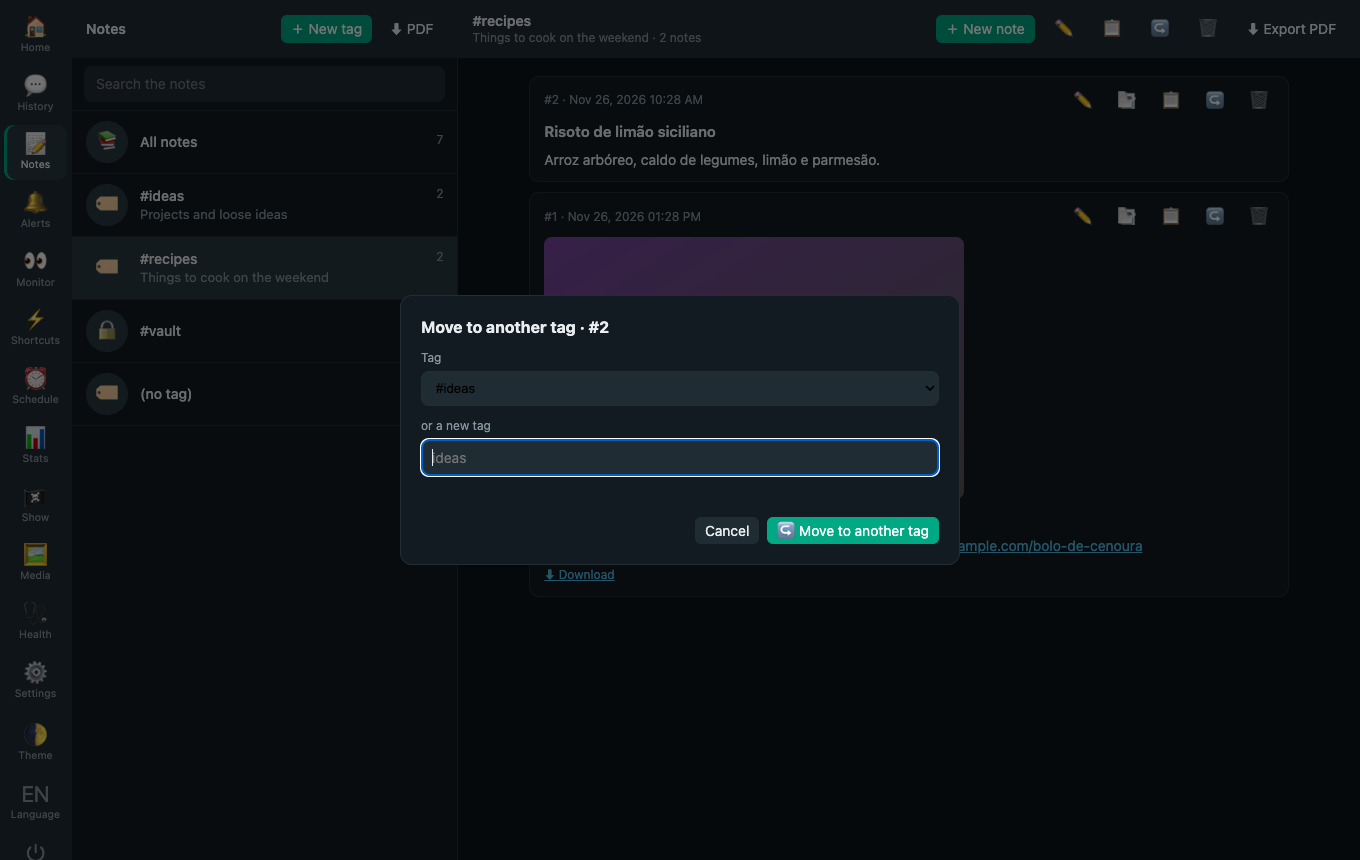 Home
History
Notes
Alerts
Monitor
Shortcuts
Schedule
Stats
Show
Media
Health
Settings
Theme
EN
Language
Notes
+ New tag
⬇ PDF
Search the notes
All notes
7
#ideas
2
Projects and loose ideas
#recipes
2
Things to cook on the weekend
#vault
(no tag)
#recipes
Things to cook on the weekend · 2 notes
+ New note
⬇ Export PDF
#2 · Nov 26, 2026 10:28 AM
Risoto de limão siciliano
Arroz arbóreo, caldo de legumes, limão e parmesão.
#1 · Nov 26, 2026 01:28 PM
ample.com/bolo-de-cenoura
⬇ Download
Move to another tag · #2
Tag
#ideas
or a new tag
ideas
Cancel
Move to another tag